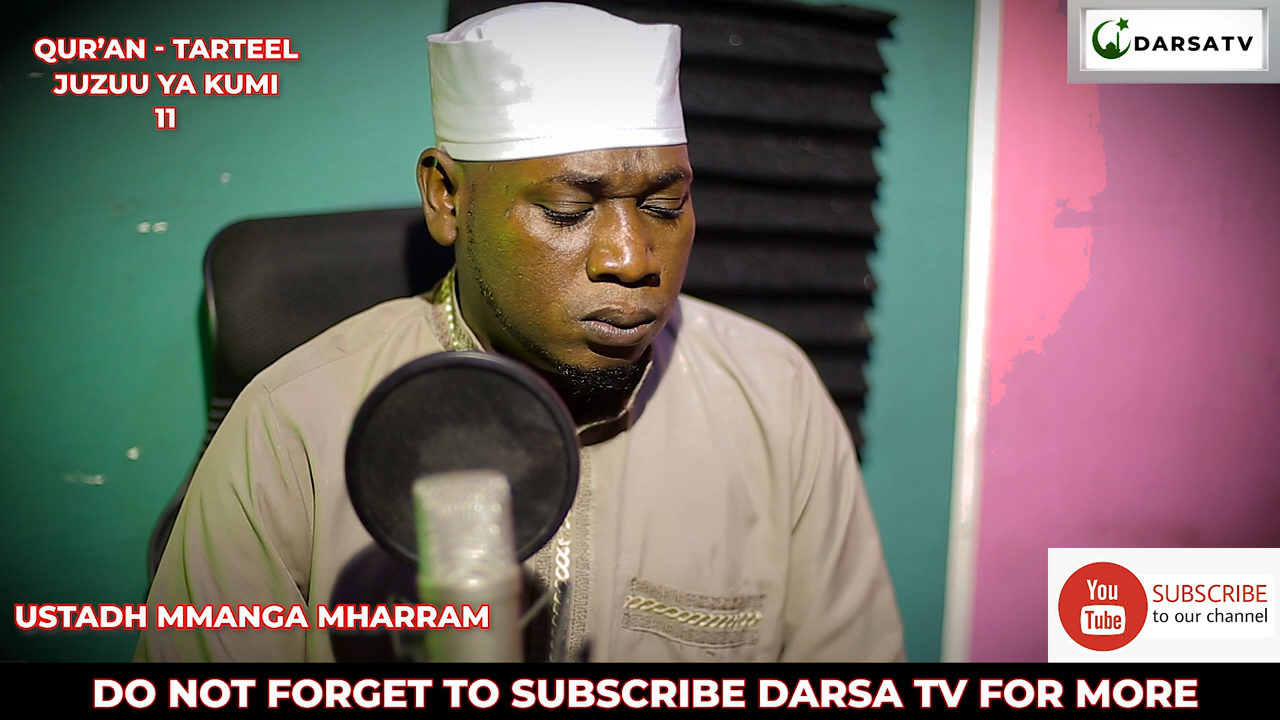 QUR'AN - TARTEEL
JUZUU YA KUMI
11
DARSATV
USTADH MMANGA MHARRAM
You
Tube
SUBSCRIBE
to our channel
DO NOT FORGET TO SUBSCRIBE DARSA TV FOR MORE